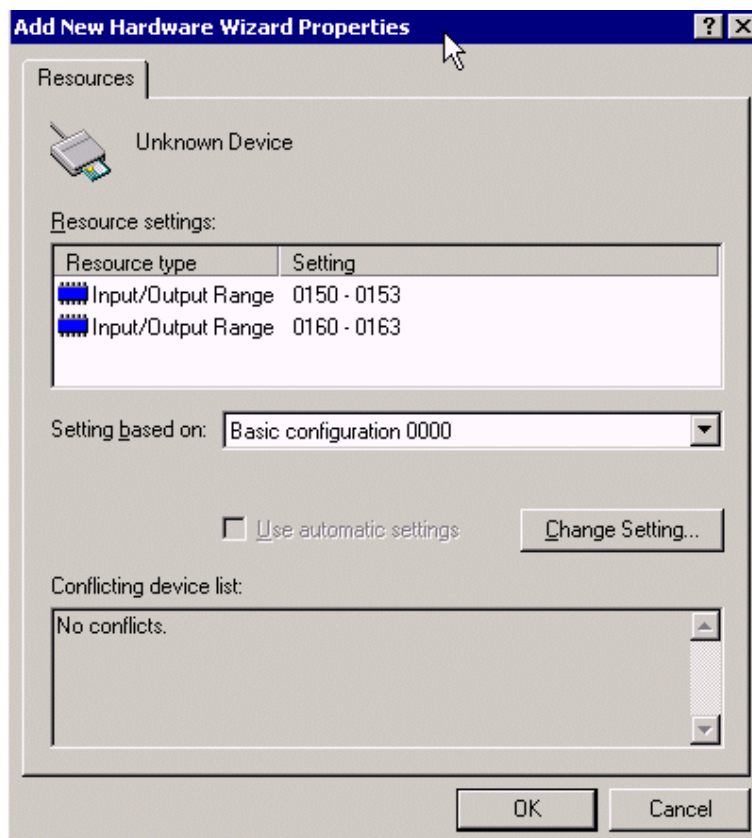 Add New Hardware Wizard Properties
Resources
Unknown Device
Resource settings:
Resource type Setting
Input/Output Range 0150 - 0153
Input/Output Range 0160 - 0163
Setting based on: Basic configuration 0000
Use automatic settings Change Setting...
Conflicting device list:
No conflicts.
OK Cancel